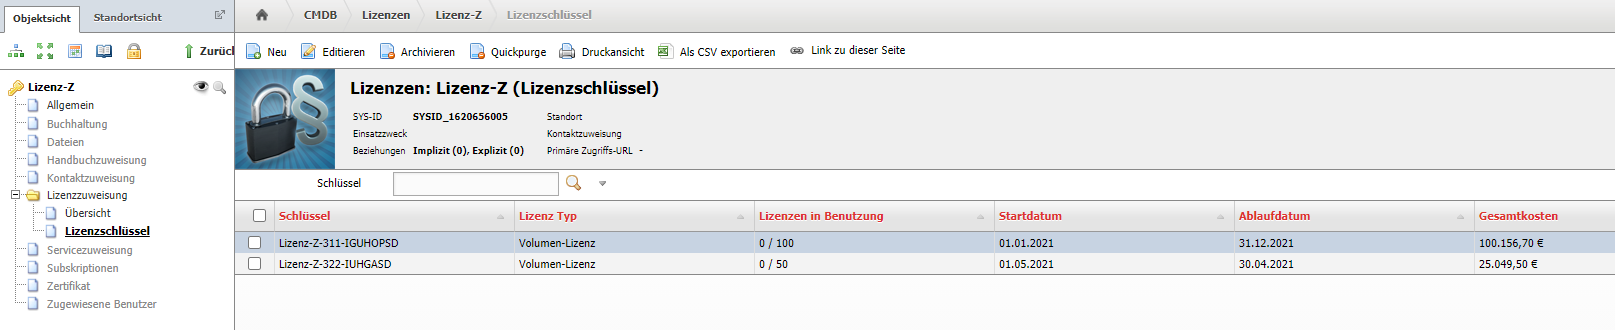 Objektsicht
Standortsicht
Zurück
Lizenz-Z
Allgemein
Buchhaltung
Dateien
Handbuchzuweisung
Kontaktzuweisung
Lizenzzuweisung
Übersicht
Lizenzschlüssel
Servicezuweisung
Subskriptionen
Zertifikat
Zugewiesene Benutzer
CMDB Lizenzen Lizenz-Z Lizenzschlüssel
Neu Editieren Archivieren Quickpurge Druckansicht Als CSV exportieren Link zu dieser Seite
Lizenzen: Lizenz-Z (Lizenzschlüssel)
SYS-ID SYSID_1620656005 Standort
Einsatzzweck Kontaktzuweisung
Beziehungen Implizit (0), Explizit (0) Primäre Zugriffs-URL -
Schlüssel
Schlüssel Lizenz Typ Lizenzen in Benutzung Startdatum Ablaufdatum Gesamtkosten
Lizenz-Z-311-IGUHOPSD Volumen-Lizenz 0 / 100 01.01.2021 31.12.2021 100.156,70 €
Lizenz-Z-322-IUHGASD Volumen-Lizenz 0 / 50 01.05.2021 30.04.2021 25.049,50 €